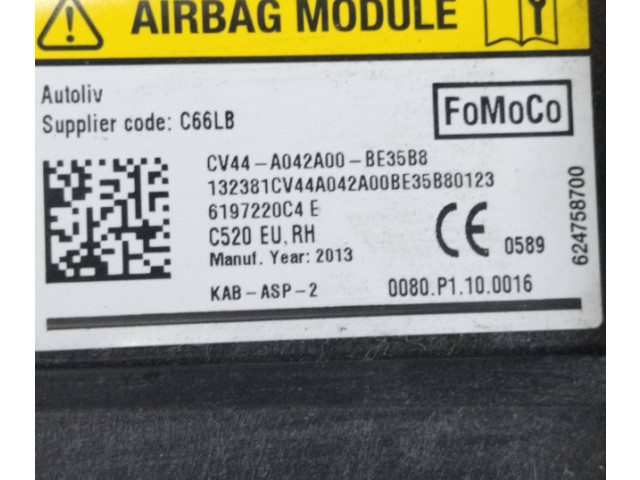 AIRBAG MODULE
Autoliv
Supplier code: C66LB
FoMoCo
CV44-A042A00-BE35B8
132381CV44A042A00BE35B80123
6197220C4 E
C520 EU, RH
Manuf. Year: 2013
CE 0589
KAB-ASP-2 0080.P1.10.0016
624758700